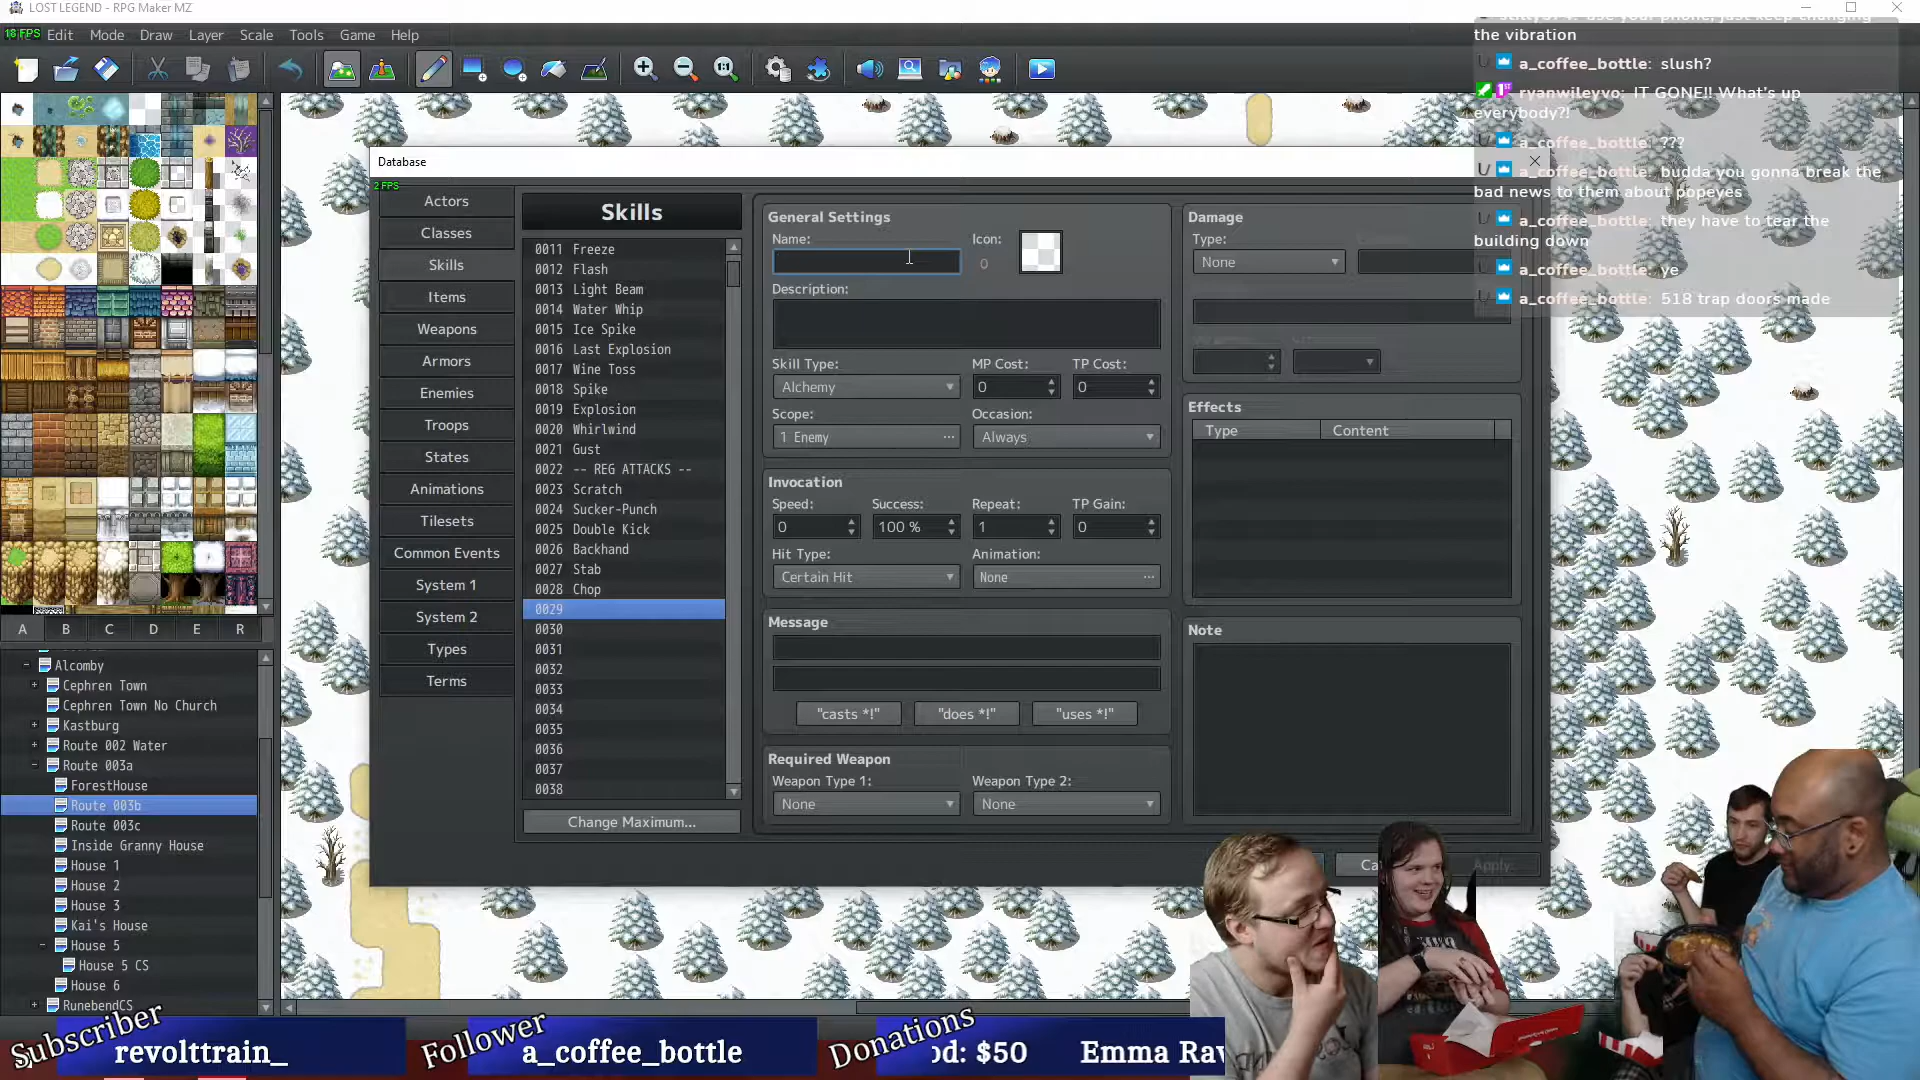 LOST LEGEND - RPG Maker MZ
18 FPS
Edit
Mode
Draw
Layer
Scale
Tools
Game
Help
the vibration
a_coffee_bottle: slush?
ryanwileyvo: IT GONE!! What's up
everybody?!
a_coffee_bottle: ???
a_coffee_bottle: budda you gonna break the
bad news to them about popeyes
a_coffee_bottle: they have to tear the
building down
a_coffee_bottle: ye
a_coffee_bottle: 518 trap doors made
Database
2 FPS
Actors
Classes
Skills
Items
Weapons
Armors
Enemies
Troops
States
Animations
Tilesets
Common Events
System 1
System 2
Types
Terms
Skills
0011 Freeze
0012 Flash
0013 Light Beam
0014 Water Whip
0015 Ice Spike
0016 Last Explosion
0017 Wine Toss
0018 Spike
0019 Explosion
0020 Whirlwind
0021 Gust
0022 -- REG ATTACKS --
0023 Scratch
0024 Sucker-Punch
0025 Double Kick
0026 Backhand
0027 Stab
0028 Chop
0029
0030
0031
0032
0033
0034
0035
0036
0037
0038
Change Maximum...
General Settings
Name:
Icon:
0
Description:
Skill Type:
MP Cost:
TP Cost:
Alchemy
0
0
Scope:
Occasion:
1 Enemy
...
Always
Invocation
Speed:
Success:
Repeat:
TP Gain:
0
100 %
1
0
Hit Type:
Animation:
Certain Hit
None
...
Message
"casts *!"
"does *!"
"uses *!"
Required Weapon
Weapon Type 1:
Weapon Type 2:
None
None
Damage
Type:
None
Effects
Type
Content
Note
Ca
Apply
A
B
C
D
E
R
Alcomby
Cephren Town
Cephren Town No Church
Kastburg
Route 002 Water
Route 003a
ForestHouse
Route 003b
Route 003c
Inside Granny House
House 1
House 2
House 3
Kai's House
House 5
House 5 CS
House 6
RunebendCS
Subscriber
revolttrain_
Follower
a_coffee_bottle
Donations
od: $50
Emma Rav